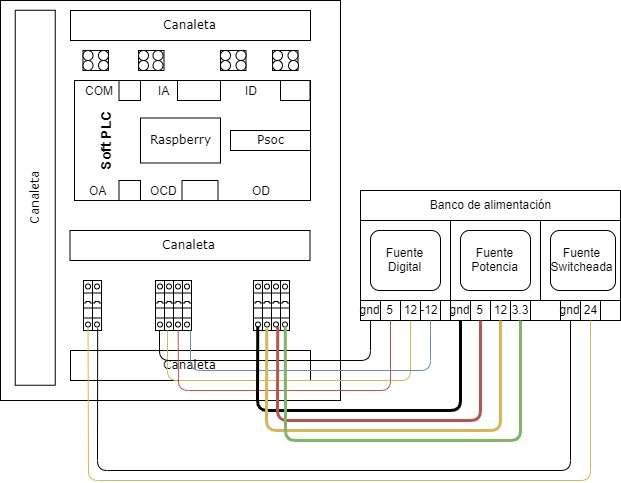 Canaleta
Canaleta
COM IA ID
Soft PLC
Raspberry
Psoc
OA OCD OD
Canaleta
Canaleta
Banco de alimentación
Fuente
Digital
Fuente
Potencia
Fuente
Switcheada
gnd 5 12 -12 gnd 5 12 3.3 gnd 24